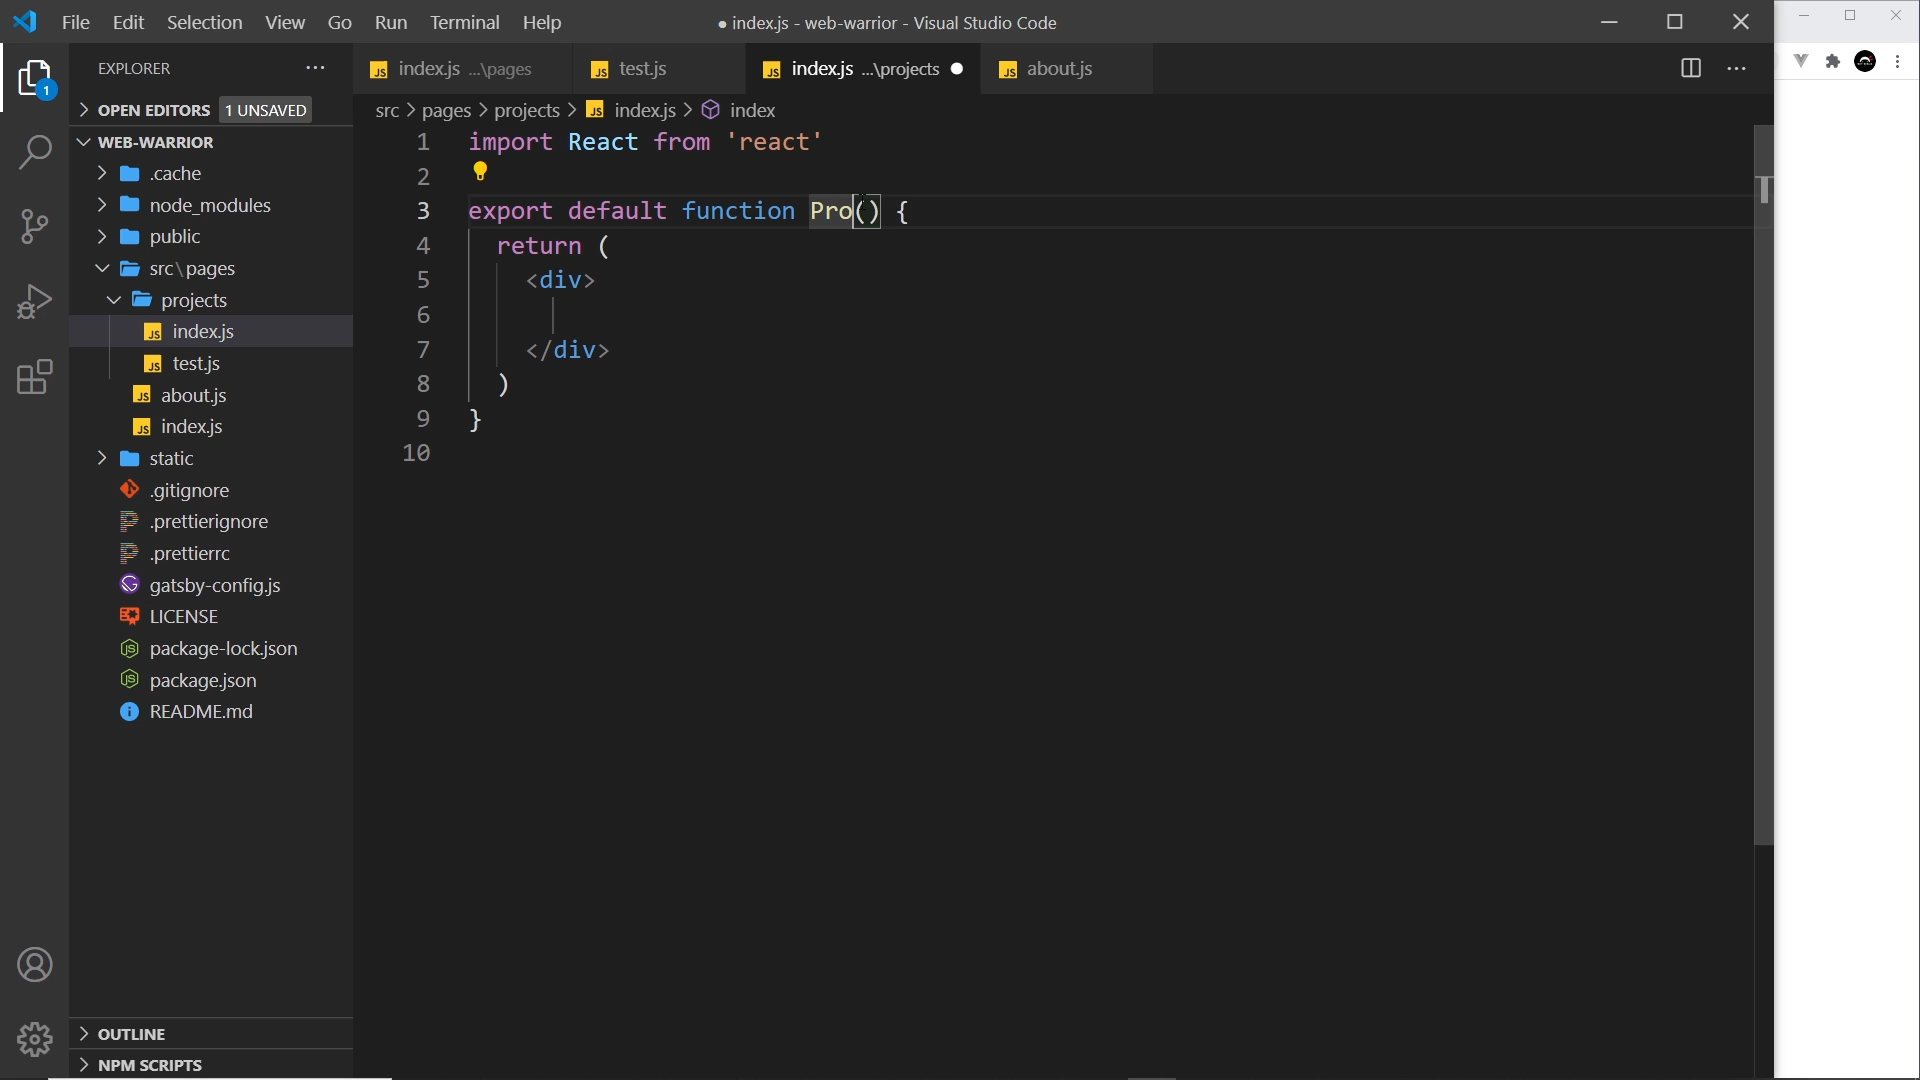 File Edit Selection View Go Run Terminal Help
● index.js - web-warrior - Visual Studio Code
EXPLORER
index.js ...\pages
test.js
index.js ...\projects
about.js
OPEN EDITORS 1 UNSAVED
src > pages > projects > index.js > index
WEB-WARRIOR
.cache
node_modules
public
src\pages
projects
index.js
test.js
about.js
index.js
static
.gitignore
.prettierignore
.prettierrc
gatsby-config.js
LICENSE
package-lock.json
package.json
README.md
OUTLINE
NPM SCRIPTS
1 import React from 'react'
2
3 export default function Pro() {
4 return (
5 <div>
6
7 </div>
8 )
9 }
10
1